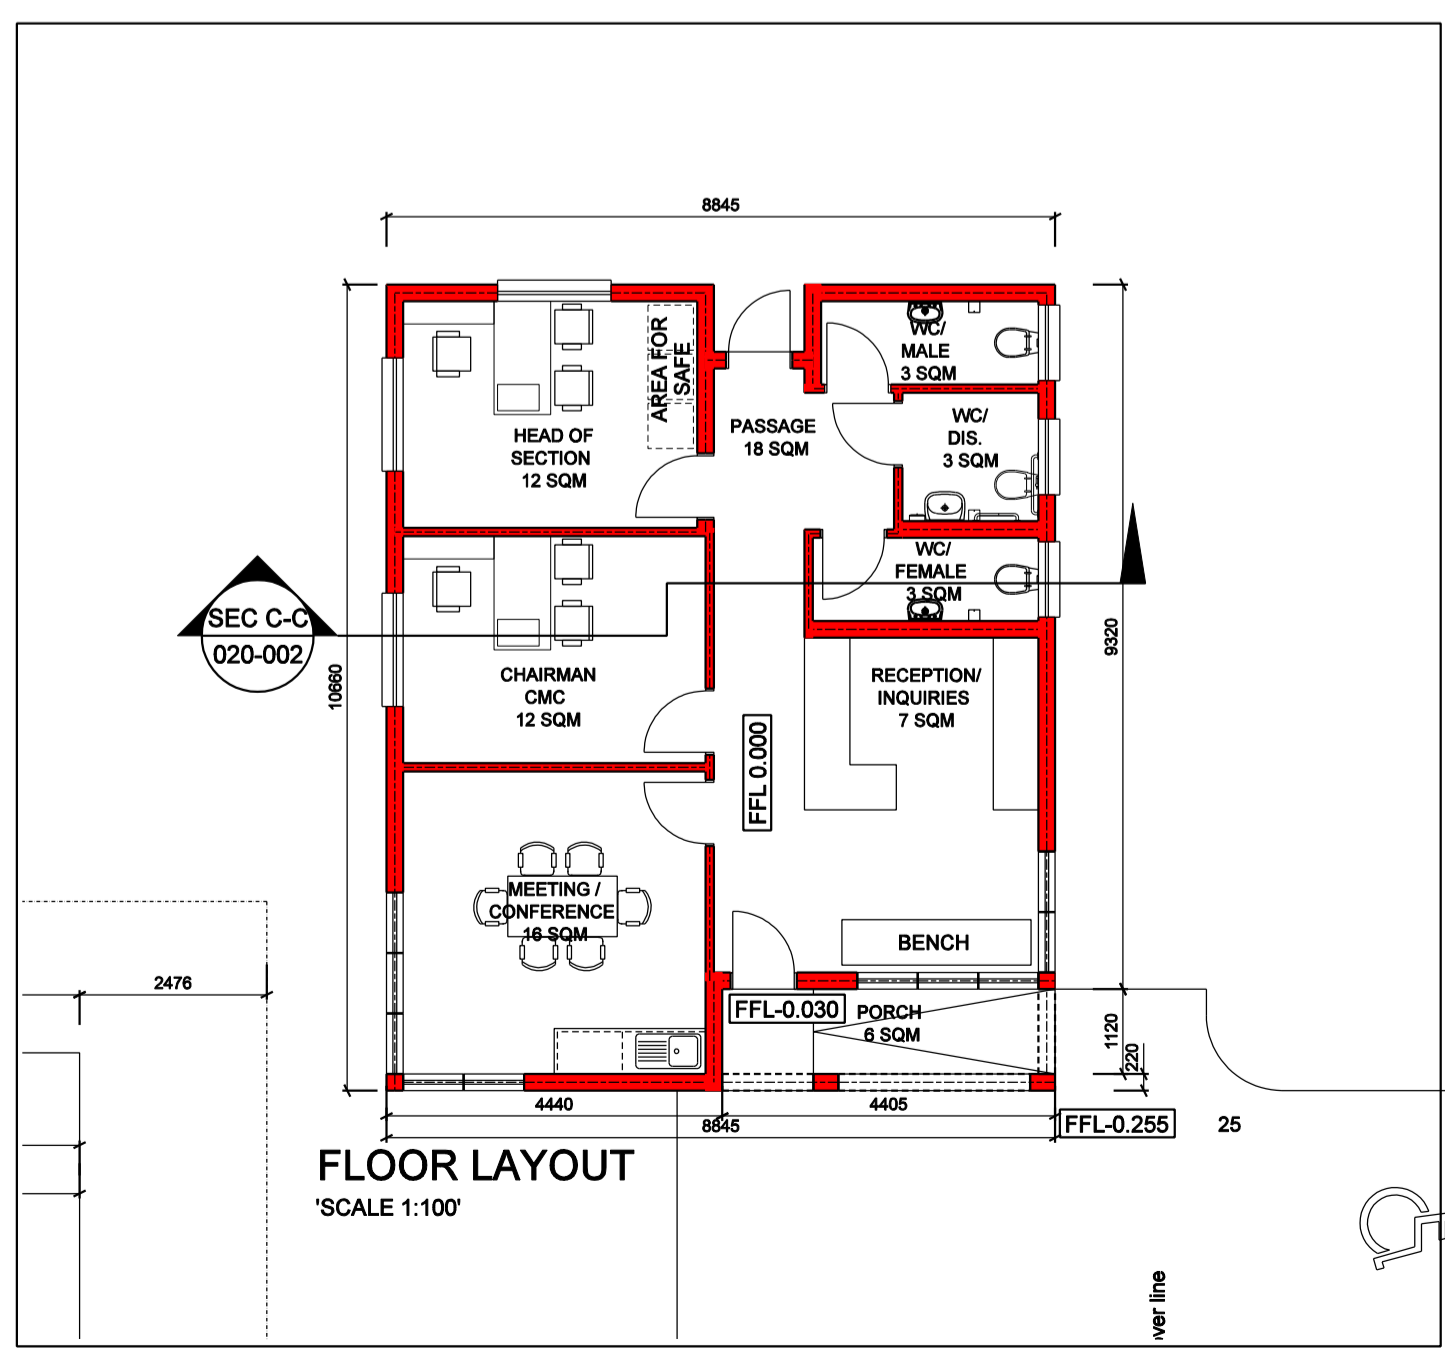 8845
WC/
MALE
3 SQM
AREA FOR
SAFE
PASSAGE
18 SQM
HEAD OF
SECTION
12 SQM
WC/
DIS.
3 SQM
WC/
FEMALE
3 SQM
SEC C-C
020-002
10660
9320
CHAIRMAN
CMC
12 SQM
RECEPTION/
INQUIRIES
7 SQM
FFL 0.000
MEETING /
CONFERENCE
16 SQM
BENCH
2476
FFL-0.030
PORCH
6 SQM
1120
220
4440
4405
8845
FFL-0.255
25
FLOOR LAYOUT
'SCALE 1:100'
ver line